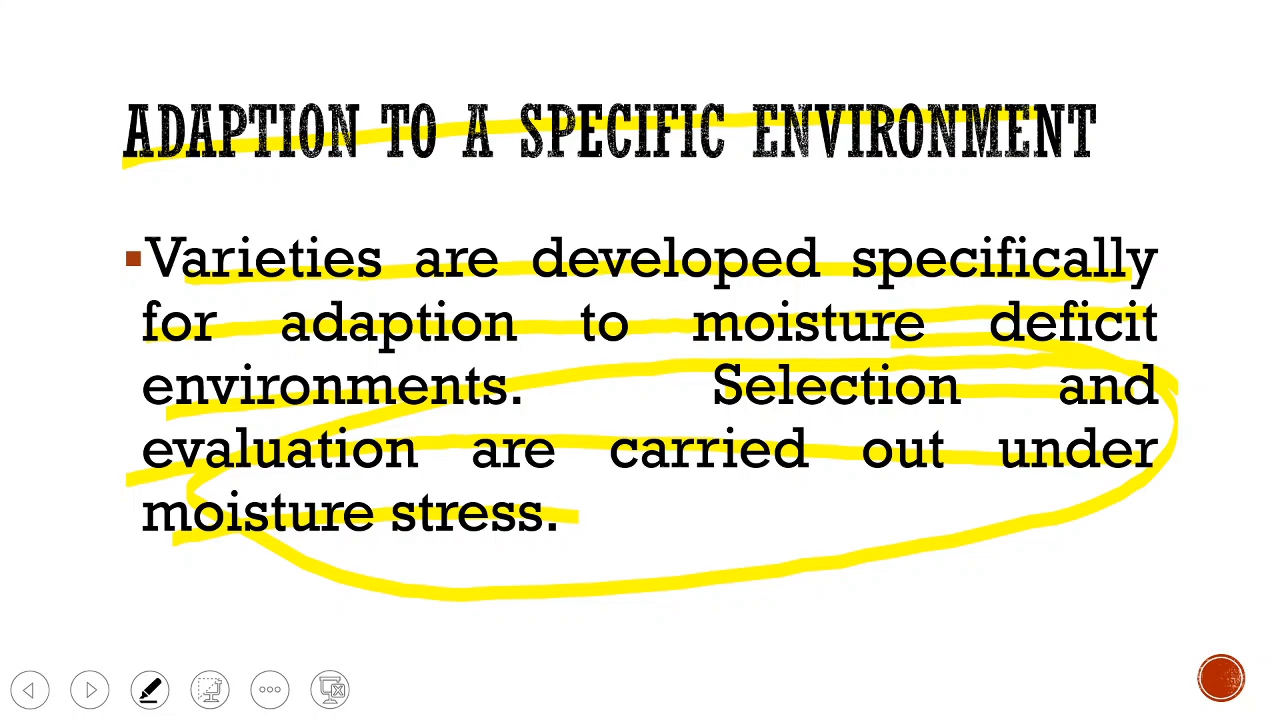 ADAPTION TO A SPECIFIC ENVIRONMENT
▪Varieties are developed specifically
for adaption to moisture deficit
environments. Selection and
evaluation are carried out under
moisture stress.